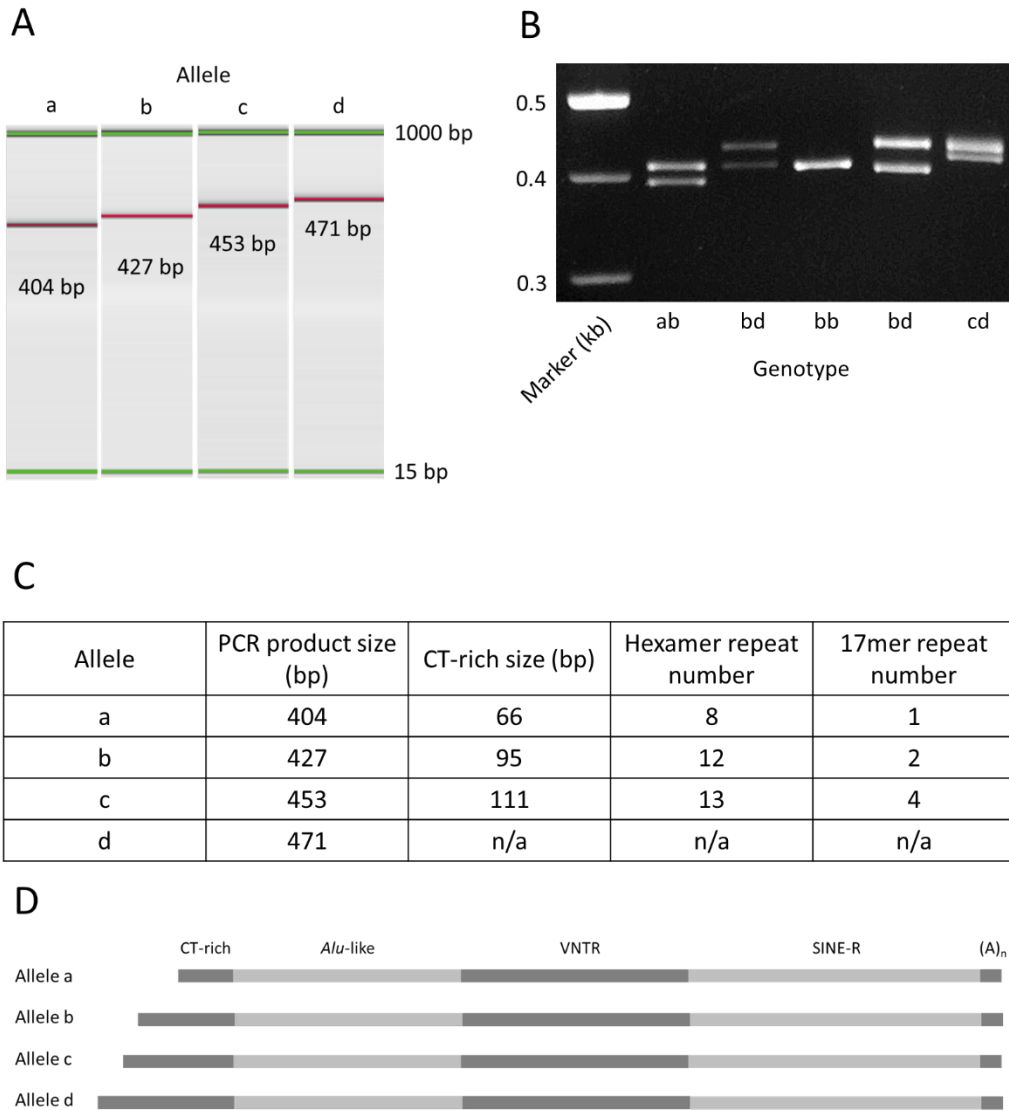 A
Allele
a b c d
1000 bp
404 bp
427 bp
453 bp
471 bp
15 bp
B
0.5
0.4
0.3
Marker (kb)
ab bd bb bd cd
Genotype
C
Allele PCR product size (bp) CT-rich size (bp) Hexamer repeat number 17mer repeat number
a 404 66 8 1
b 427 95 12 2
c 453 111 13 4
d 471 n/a n/a n/a
D
CT-rich Alu-like VNTR SINE-R (A)n
Allele a
Allele b
Allele c
Allele d